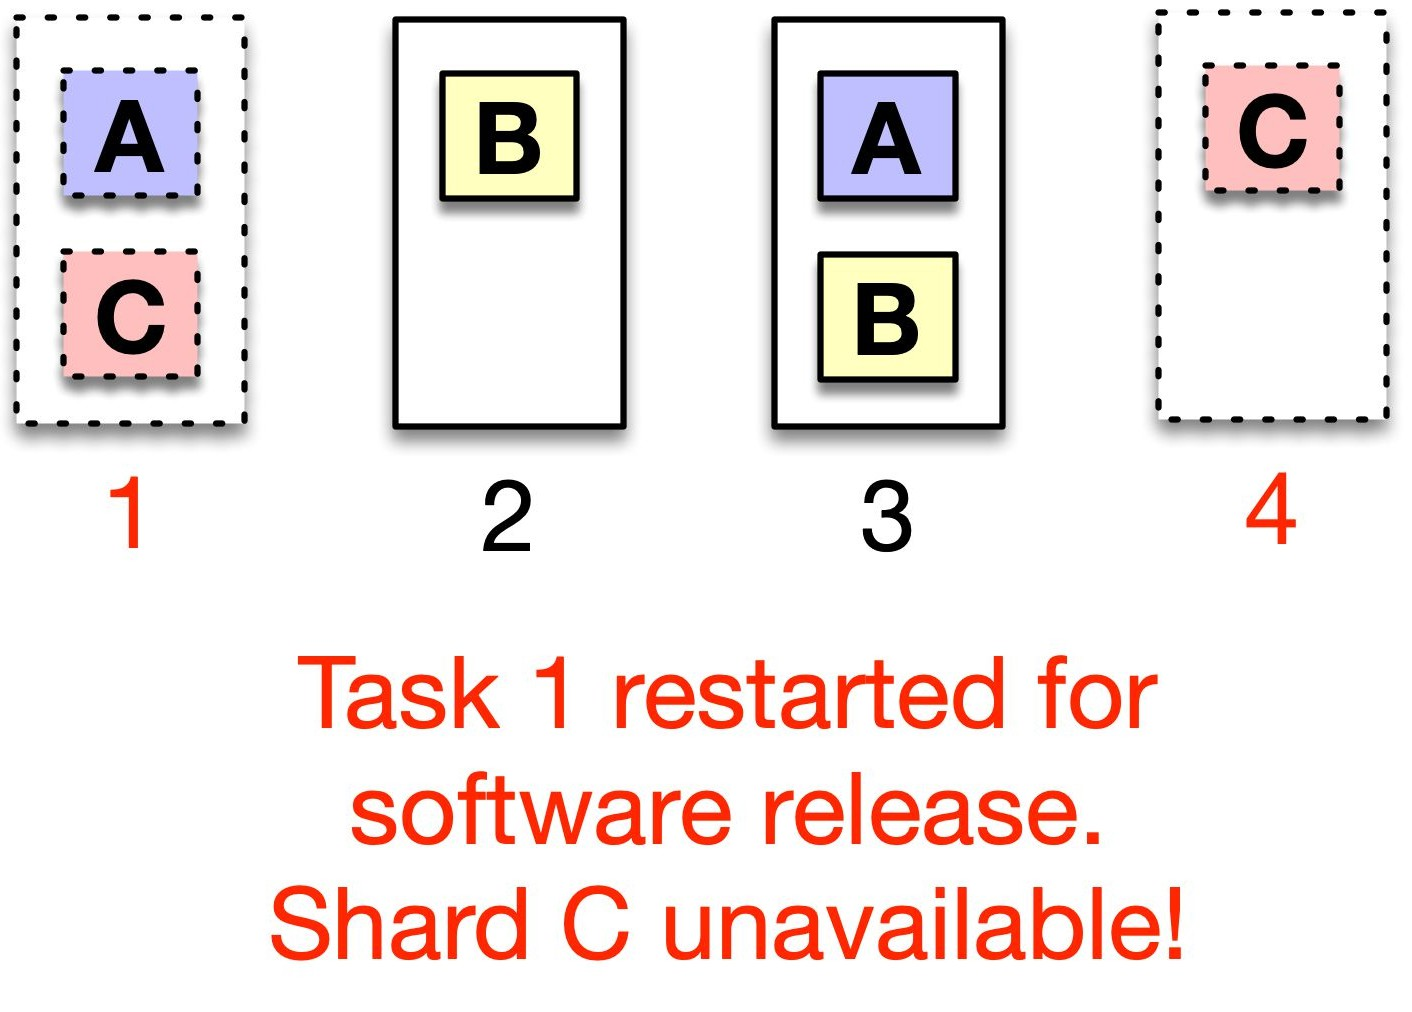 A
C
B
A
B
C
1
2
3
4
Task 1 restarted for
software release.
Shard C unavailable!